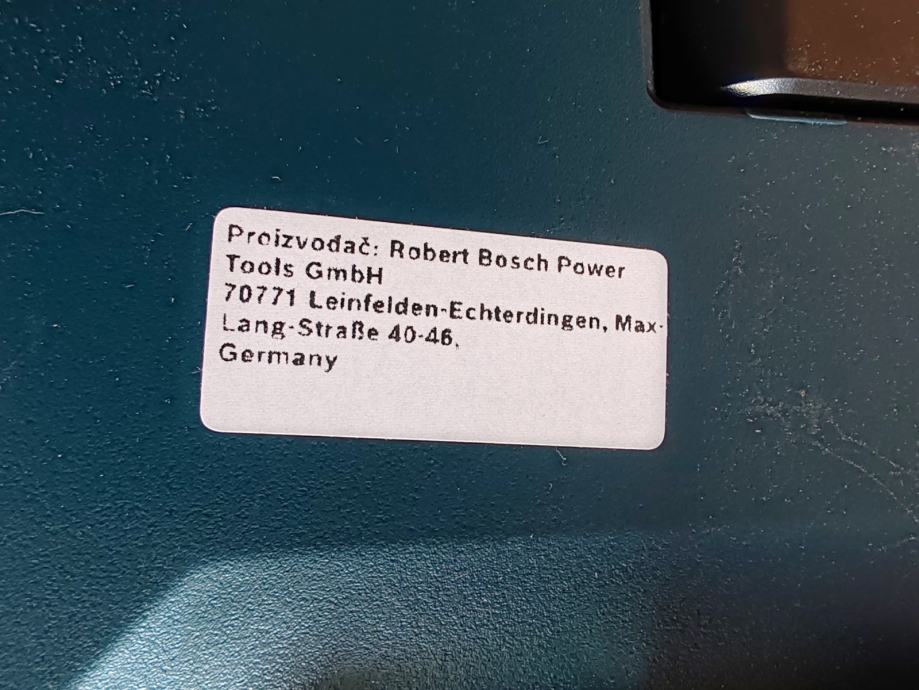 Proizvođač: Robert Bosch Power
Tools GmbH
70771 Leinfelden-Echterdingen, Max-
Lang-Straße 40-46,
Germany